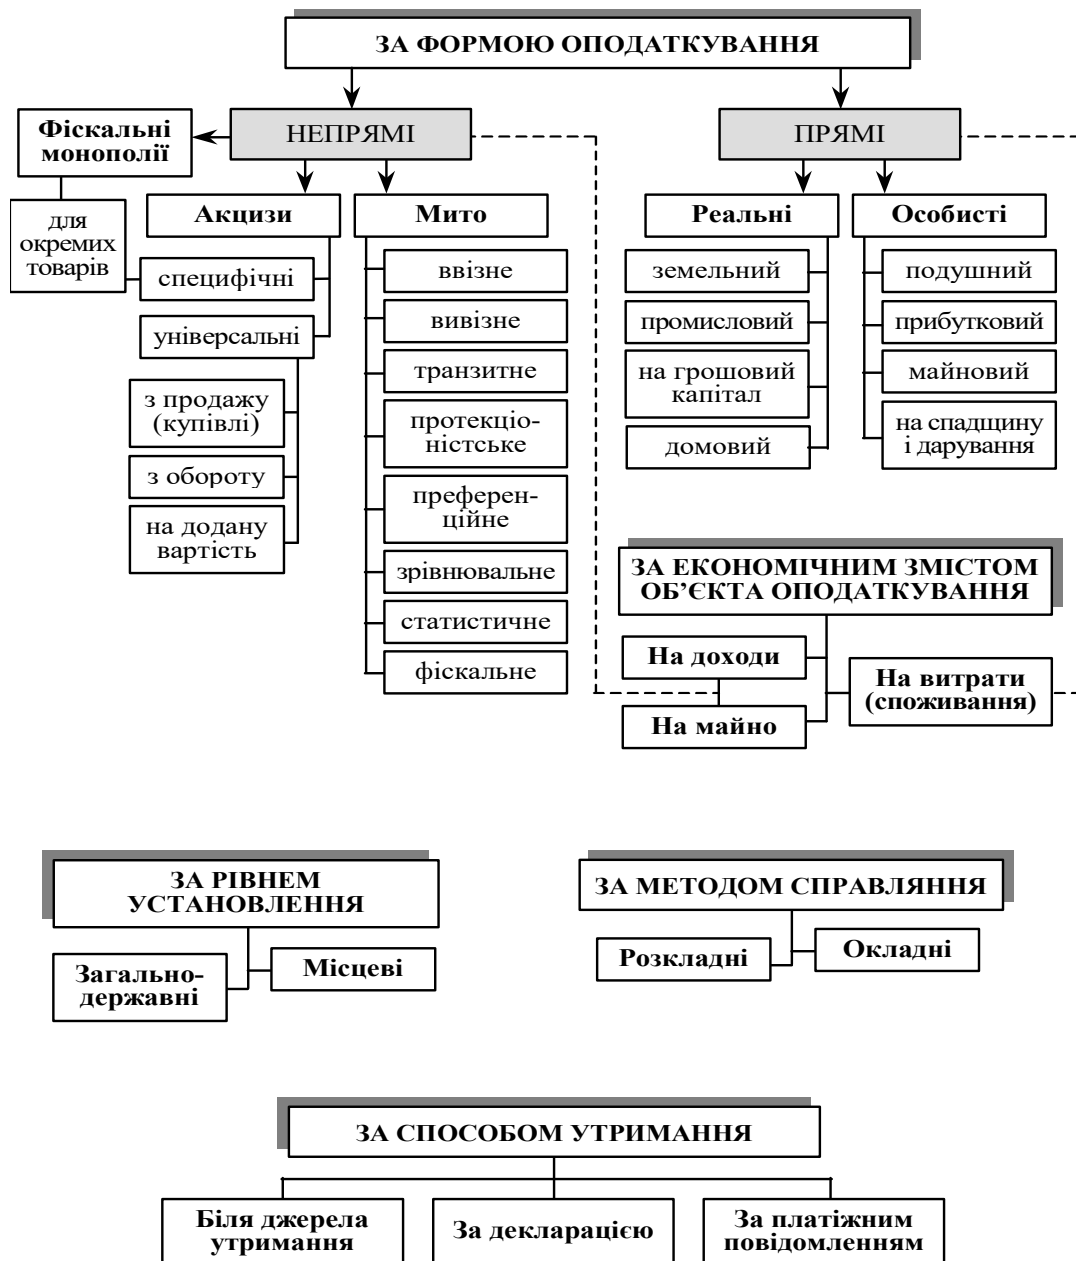 ЗА ФОРМОЮ ОПОДАТКУВАННЯ
Фіскальні
монополії
НЕПРЯМІ
ПРЯМІ
для
окремих
товарів
Акцизи
Мито
Реальні
Особисті
специфічні
універсальні
з продажу
(купівлі)
з обороту
на додану
вартість
ввізне
вивізне
транзитне
протекціо-
ністське
преферен-
ційне
зрівнювальне
статистичне
фіскальне
земельний
промисловий
на грошовий
капітал
домовий
подушний
прибутковий
майновий
на спадщину
і дарування
ЗА ЕКОНОМІЧНИМ ЗМІСТОМ
ОБ’ЄКТА ОПОДАТКУВАННЯ
На доходи
На майно
На витрати
(споживання)
ЗА РІВНЕМ
УСТАНОВЛЕННЯ
Загально-
державні
Місцеві
ЗА МЕТОДОМ СПРАВЛЯННЯ
Розкладні
Окладні
ЗА СПОСОБОМ УТРИМАННЯ
Біля джерела
утримання
За декларацією
За платіжним
повідомленням